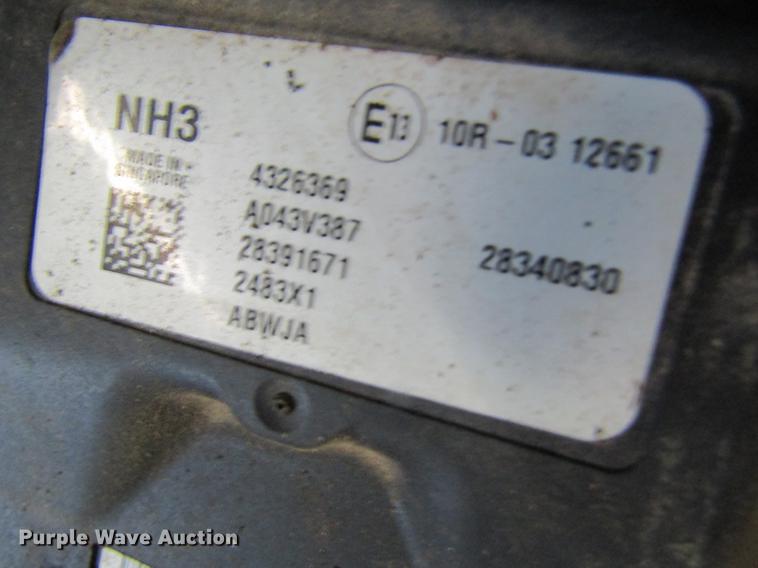 NH3
E13 10R-03 12661
MADE IN
SINGAPORE
4326369
A043V387
28391671 28340830
2483X1
ABWJA
Purple Wave Auction